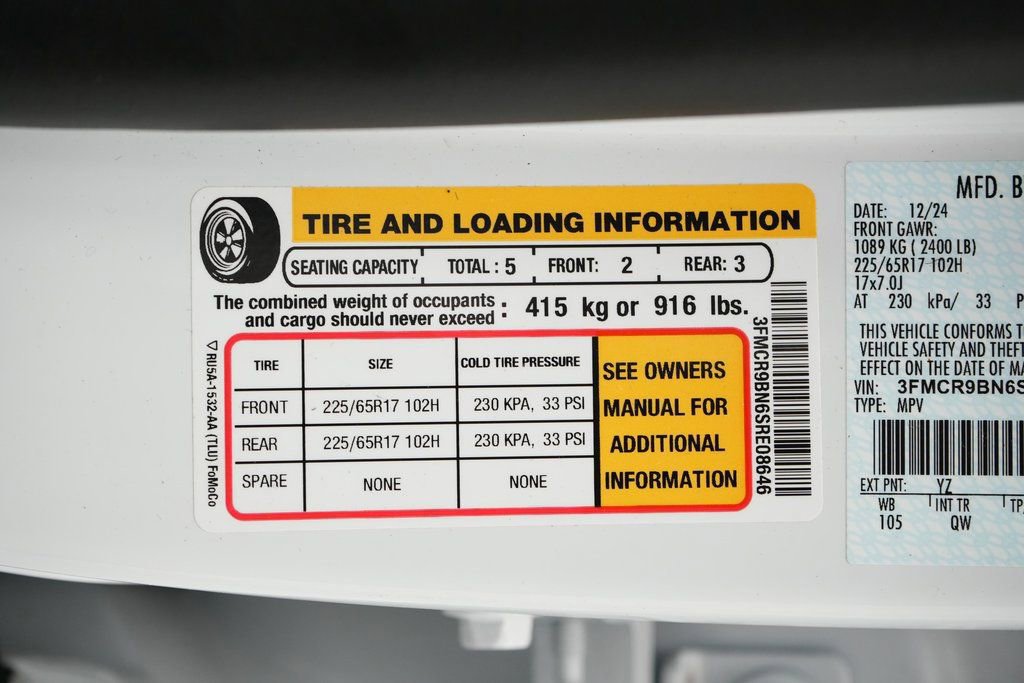 TIRE AND LOADING INFORMATION
SEATING CAPACITY TOTAL : 5 FRONT: 2 REAR: 3
The combined weight of occupants
and cargo should never exceed : 415 kg or 916 lbs.
TIRE SIZE COLD TIRE PRESSURE
FRONT 225/65R17 102H 230 KPA, 33 PSI
REAR 225/65R17 102H 230 KPA, 33 PSI
SPARE NONE NONE
SEE OWNERS
MANUAL FOR
ADDITIONAL
INFORMATION
RU5A-1532-AA (TLU) FoMoCo
3FMCR9BN6SRE08646
MFD. B
DATE: 12/24
FRONT GAWR:
1089 KG ( 2400 LB)
225/65R17 102H
17x7.0J
AT 230 kPa/ 33 P
THIS VEHICLE CONFORMS T
VEHICLE SAFETY AND THEFT
EFFECT ON THE DATE OF MA
VIN: 3FMCR9BN6S
TYPE: MPV
EXT PNT: YZ
WB INT TR TP
105 QW